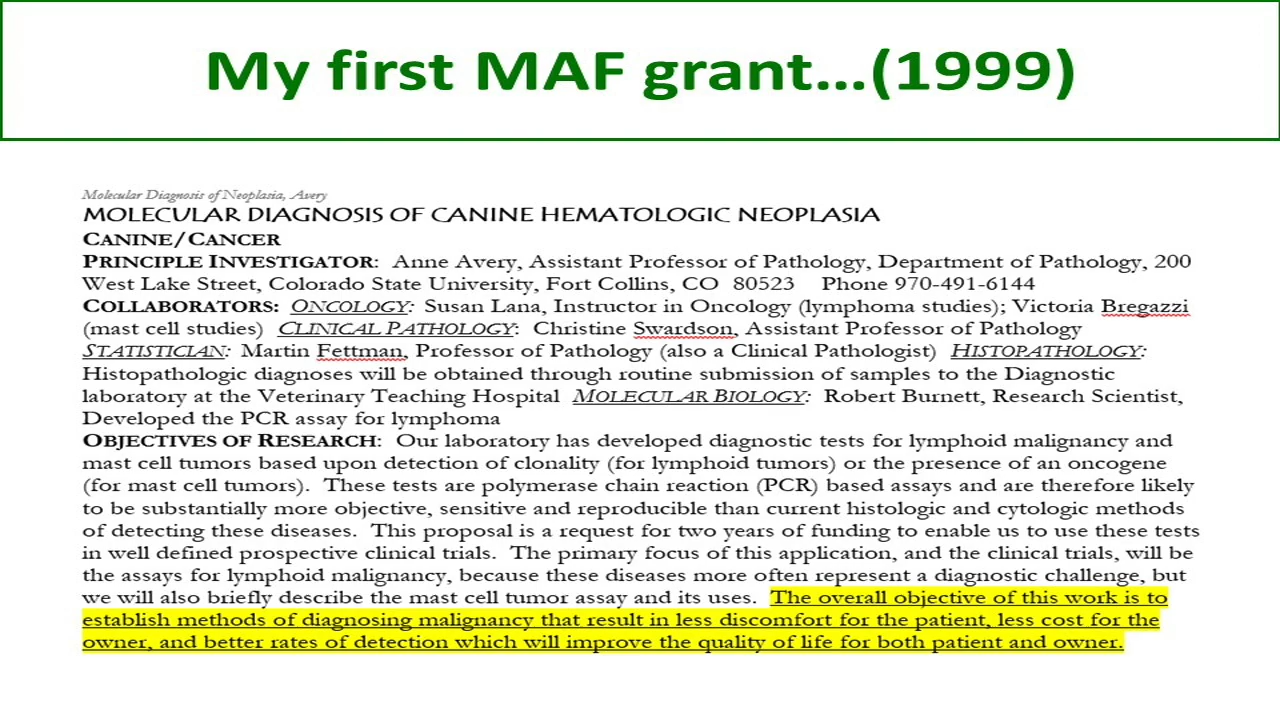 My first MAF grant...(1999)
Molecular Diagnosis of Neoplasia, Avery
MOLECULAR DIAGNOSIS OF CANINE HEMATOLOGIC NEOPLASIA
CANINE/CANCER
PRINCIPLE INVESTIGATOR: Anne Avery, Assistant Professor of Pathology, Department of Pathology, 200
West Lake Street, Colorado State University, Fort Collins, CO 80523 Phone 970-491-6144
COLLABORATORS: ONCOLOGY: Susan Lana, Instructor in Oncology (lymphoma studies); Victoria Bregazzi
(mast cell studies) CLINICAL PATHOLOGY: Christine Swardson, Assistant Professor of Pathology
STATISTICIAN: Martin Fettman, Professor of Pathology (also a Clinical Pathologist) HISTOPATHOLOGY:
Histopathologic diagnoses will be obtained through routine submission of samples to the Diagnostic
laboratory at the Veterinary Teaching Hospital MOLECULAR BIOLOGY: Robert Burnett, Research Scientist,
Developed the PCR assay for lymphoma
OBJECTIVES OF RESEARCH: Our laboratory has developed diagnostic tests for lymphoid malignancy and
mast cell tumors based upon detection of clonality (for lymphoid tumors) or the presence of an oncogene
(for mast cell tumors). These tests are polymerase chain reaction (PCR) based assays and are therefore likely
to be substantially more objective, sensitive and reproducible than current histologic and cytologic methods
of detecting these diseases. This proposal is a request for two years of funding to enable us to use these tests
in well defined prospective clinical trials. The primary focus of this application, and the clinical trials, will be
the assays for lymphoid malignancy, because these diseases more often represent a diagnostic challenge, but
we will also briefly describe the mast cell tumor assay and its uses. The overall objective of this work is to
establish methods of diagnosing malignancy that result in less discomfort for the patient, less cost for the
owner, and better rates of detection which will improve the quality of life for both patient and owner.